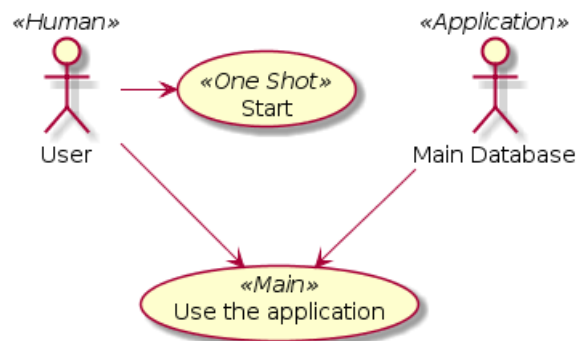 «Human»
User
«One Shot»
Start
«Application»
Main Database
«Main»
Use the application